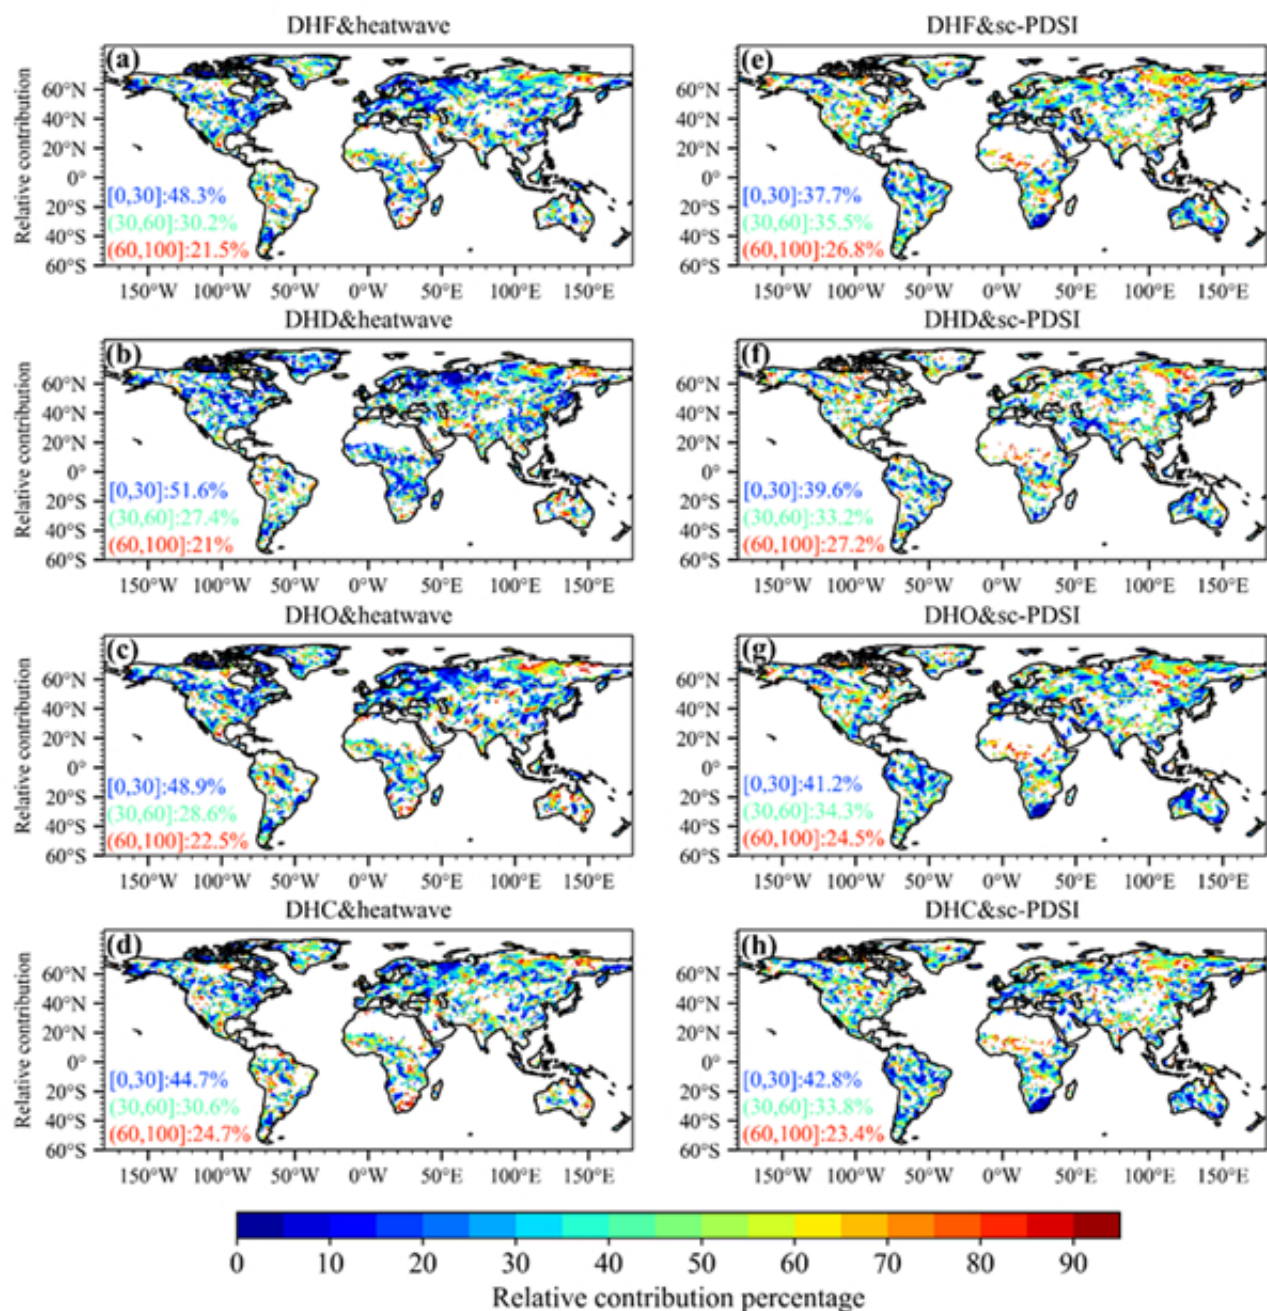 DHF&heatwave
DHF&sc-PDSI
(a)
(e)
Relative contribution
60°N
40°N
20°N
0°
20°S
40°S
60°S
[0,30]:48.3%
(30,60]:30.2%
(60,100]:21.5%
150°W 100°W 50°W 0°W 50°E 100°E 150°E
Relative contribution
60°N
40°N
20°N
0°
20°S
40°S
60°S
[0,30]:37.7%
(30,60]:35.5%
(60,100]:26.8%
150°W 100°W 50°W 0°W 50°E 100°E 150°E
DHD&heatwave
DHD&sc-PDSI
(b)
(f)
Relative contribution
60°N
40°N
20°N
0°
20°S
40°S
60°S
[0,30]:51.6%
(30,60]:27.4%
(60,100]:21%
150°W 100°W 50°W 0°W 50°E 100°E 150°E
Relative contribution
60°N
40°N
20°N
0°
20°S
40°S
60°S
[0,30]:39.6%
(30,60]:33.2%
(60,100]:27.2%
150°W 100°W 50°W 0°W 50°E 100°E 150°E
DHO&heatwave
DHO&sc-PDSI
(c)
(g)
Relative contribution
60°N
40°N
20°N
0°
20°S
40°S
60°S
[0,30]:48.9%
(30,60]:28.6%
(60,100]:22.5%
150°W 100°W 50°W 0°W 50°E 100°E 150°E
Relative contribution
60°N
40°N
20°N
0°
20°S
40°S
60°S
[0,30]:41.2%
(30,60]:34.3%
(60,100]:24.5%
150°W 100°W 50°W 0°W 50°E 100°E 150°E
DHC&heatwave
DHC&sc-PDSI
(d)
(h)
Relative contribution
60°N
40°N
20°N
0°
20°S
40°S
60°S
[0,30]:44.7%
(30,60]:30.6%
(60,100]:24.7%
150°W 100°W 50°W 0°W 50°E 100°E 150°E
Relative contribution
60°N
40°N
20°N
0°
20°S
40°S
60°S
[0,30]:42.8%
(30,60]:33.8%
(60,100]:23.4%
150°W 100°W 50°W 0°W 50°E 100°E 150°E
0 10 20 30 40 50 60 70 80 90
Relative contribution percentage